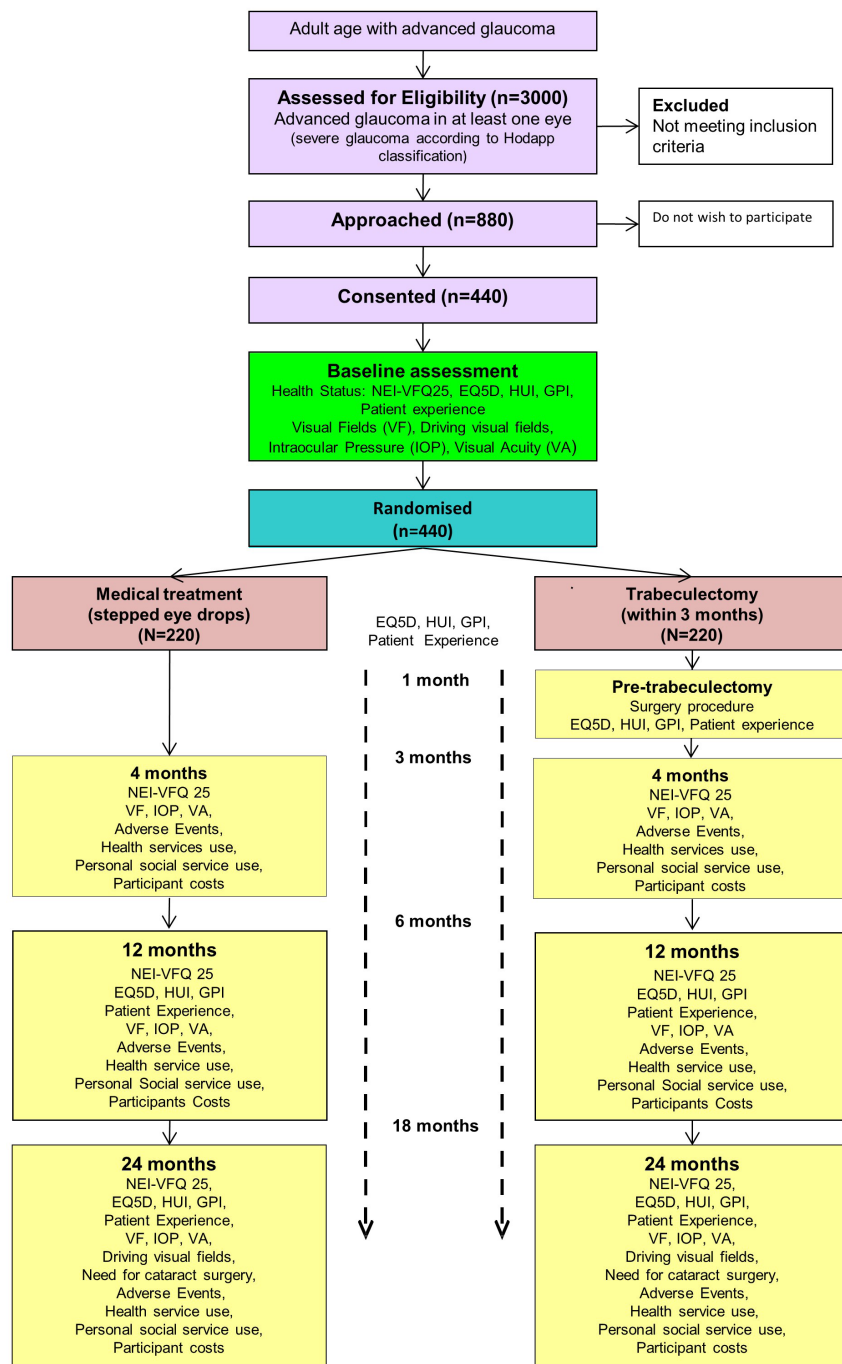 Adult age with advanced glaucoma
Assessed for Eligibility (n=3000)
Advanced glaucoma in at least one eye
(severe glaucoma according to Hodapp
classification)
Excluded
Not meeting inclusion
criteria
Approached (n=880)
Do not wish to participate
Consented (n=440)
Baseline assessment
Health Status: NEI-VFQ25, EQ5D, HUI, GPI,
Patient experience
Visual Fields (VF), Driving visual fields,
Intraocular Pressure (IOP), Visual Acuity (VA)
Randomised
(n=440)
Medical treatment
(stepped eye drops)
(N=220)
EQ5D, HUI, GPI,
Patient Experience
Trabeculectomy
(within 3 months)
(N=220)
1 month
Pre-trabeculectomy
Surgery procedure
EQ5D, HUI, GPI, Patient experience
3 months
4 months
NEI-VFQ 25
VF, IOP, VA,
Adverse Events,
Health services use,
Personal social service use,
Participant costs
4 months
NEI-VFQ 25
VF, IOP, VA,
Adverse Events,
Health services use,
Personal social service use,
Participant costs
6 months
12 months
NEI-VFQ 25
EQ5D, HUI, GPI
Patient Experience,
VF, IOP, VA,
Adverse Events,
Health service use,
Personal Social service use,
Participants Costs
12 months
NEI-VFQ 25
EQ5D, HUI, GPI
Patient Experience,
VF, IOP, VA
Adverse Events,
Health service use,
Personal Social service use,
Participants Costs
18 months
24 months
NEI-VFQ 25,
EQ5D, HUI, GPI,
Patient Experience,
VF, IOP, VA,
Driving visual fields,
Need for cataract surgery,
Adverse Events,
Health service use,
Personal social service use,
Participant costs
24 months
NEI-VFQ 25,
EQ5D, HUI, GPI,
Patient Experience,
VF, IOP, VA,
Driving visual fields,
Need for cataract surgery,
Adverse Events,
Health service use,
Personal social service use,
Participant costs